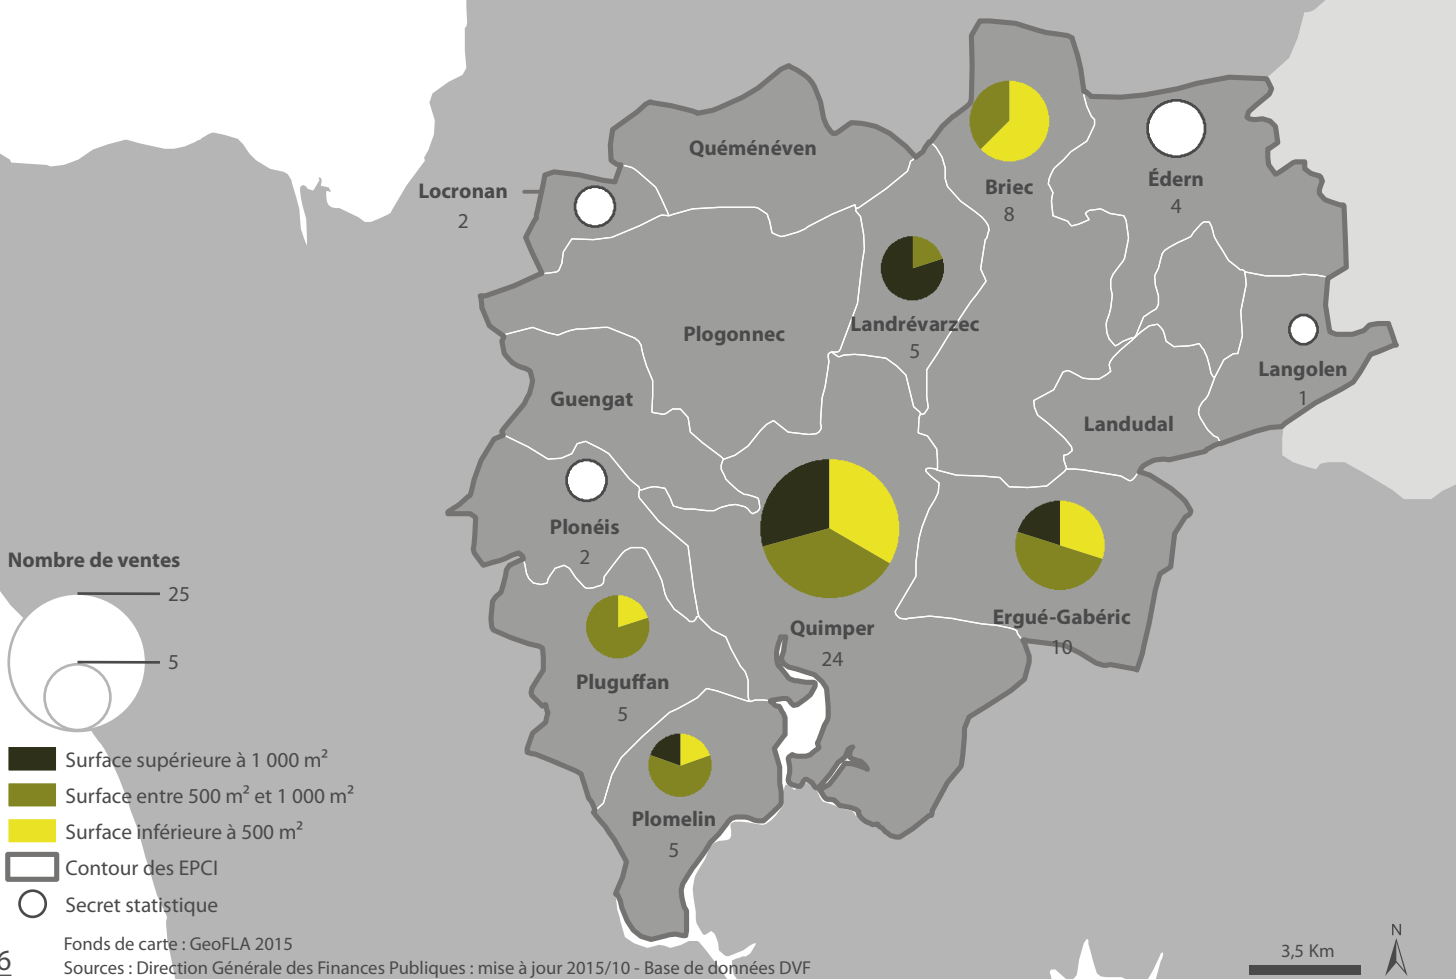 Quéménéven
Locronan
2
Briec
8
Édern
4
Landrévarzec
5
Plogonnec
Langolen
1
Guengat
Landudal
Plonéis
2
Quimper
24
Ergué-Gabéric
10
Pluguffan
5
Plomelin
5
Nombre de ventes
25
5
Surface supérieure à 1 000 m²
Surface entre 500 m² et 1 000 m²
Surface inférieure à 500 m²
Contour des EPCI
Secret statistique
6
Fonds de carte : GeoFLA 2015
Sources : Direction Générale des Finances Publiques : mise à jour 2015/10 - Base de données DVF
3,5 Km
N